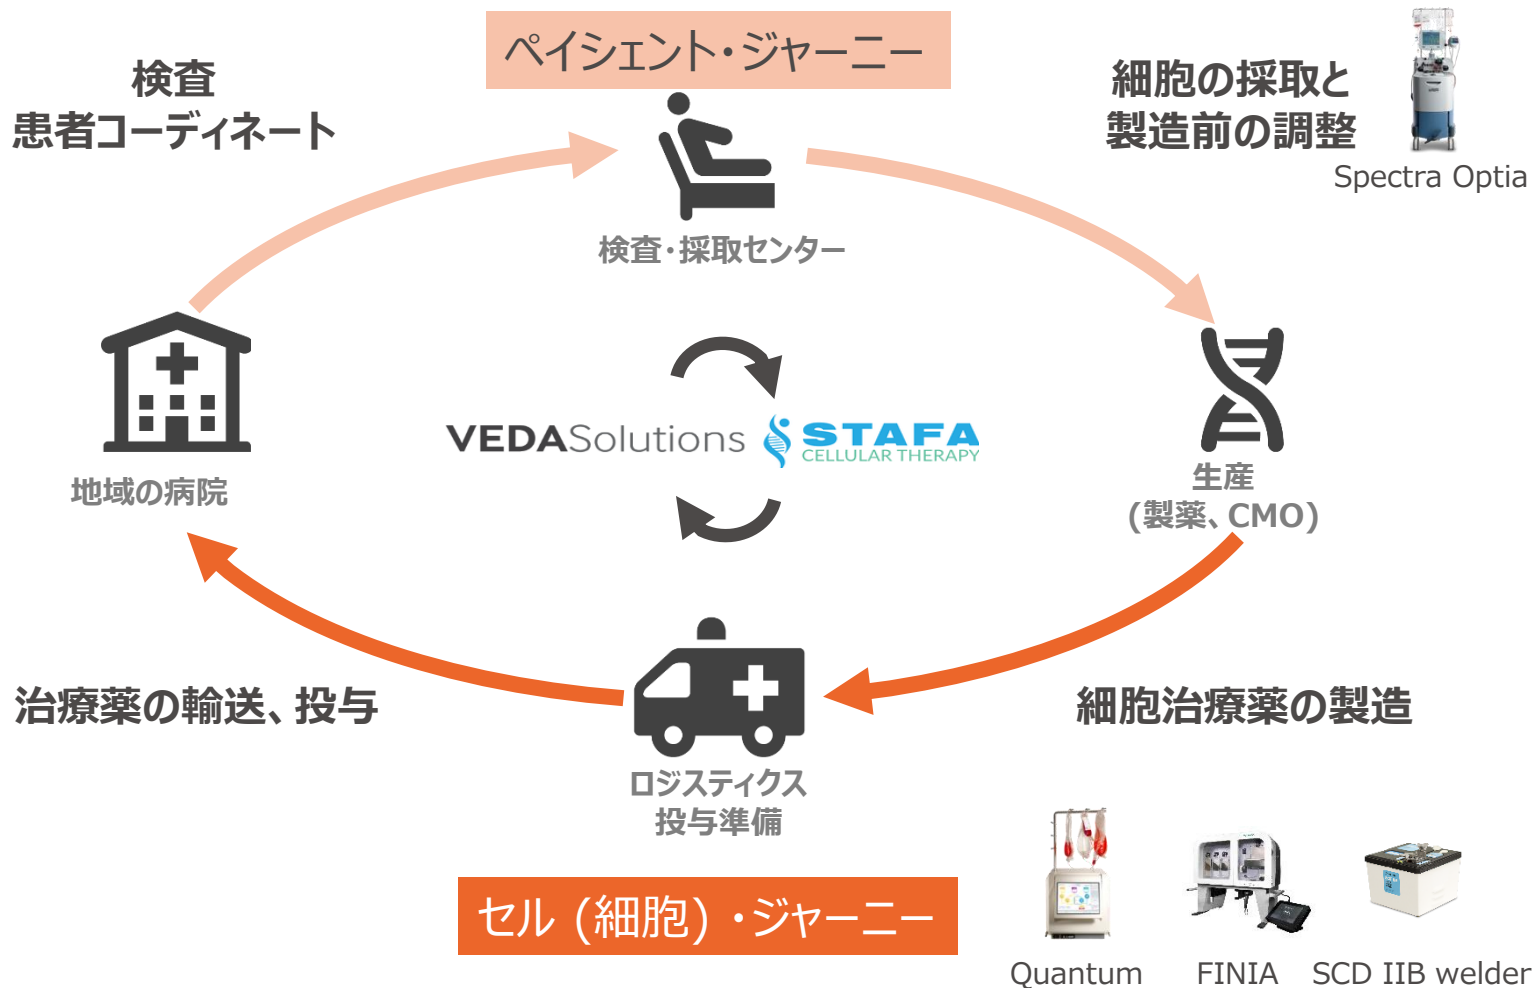 ペイシェント・ジャーニー
検査
患者コーディネート
細胞の採取と
製造前の調整
Spectra Optia
検査・採取センター
VEDASolutions
STAFA
CELLULAR THERAPY
地域の病院
生産
(製薬、CMO)
治療薬の輸送、投与
細胞治療薬の製造
ロジスティクス
投与準備
セル (細胞) ・ジャーニー
Quantum
FINIA
SCD IIB welder